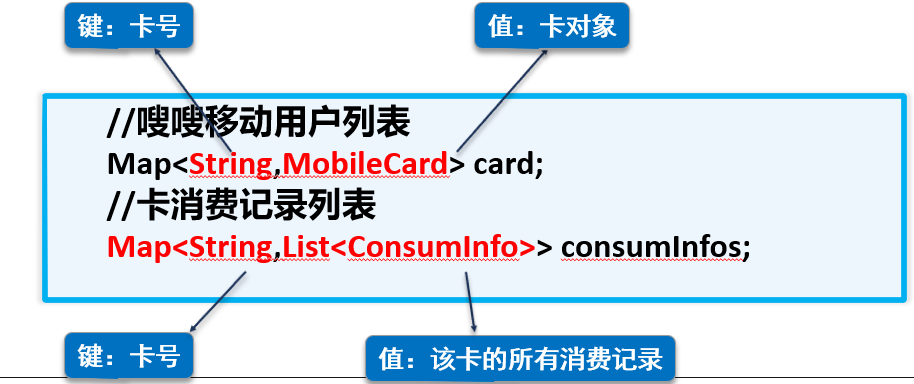 键：卡号
值：卡对象
//嗖嗖移动用户列表
Map<String,MobileCard> card;
//卡消费记录列表
Map<String,List<ConsumInfo>> consumInfos;
键：卡号
值：该卡的所有消费记录